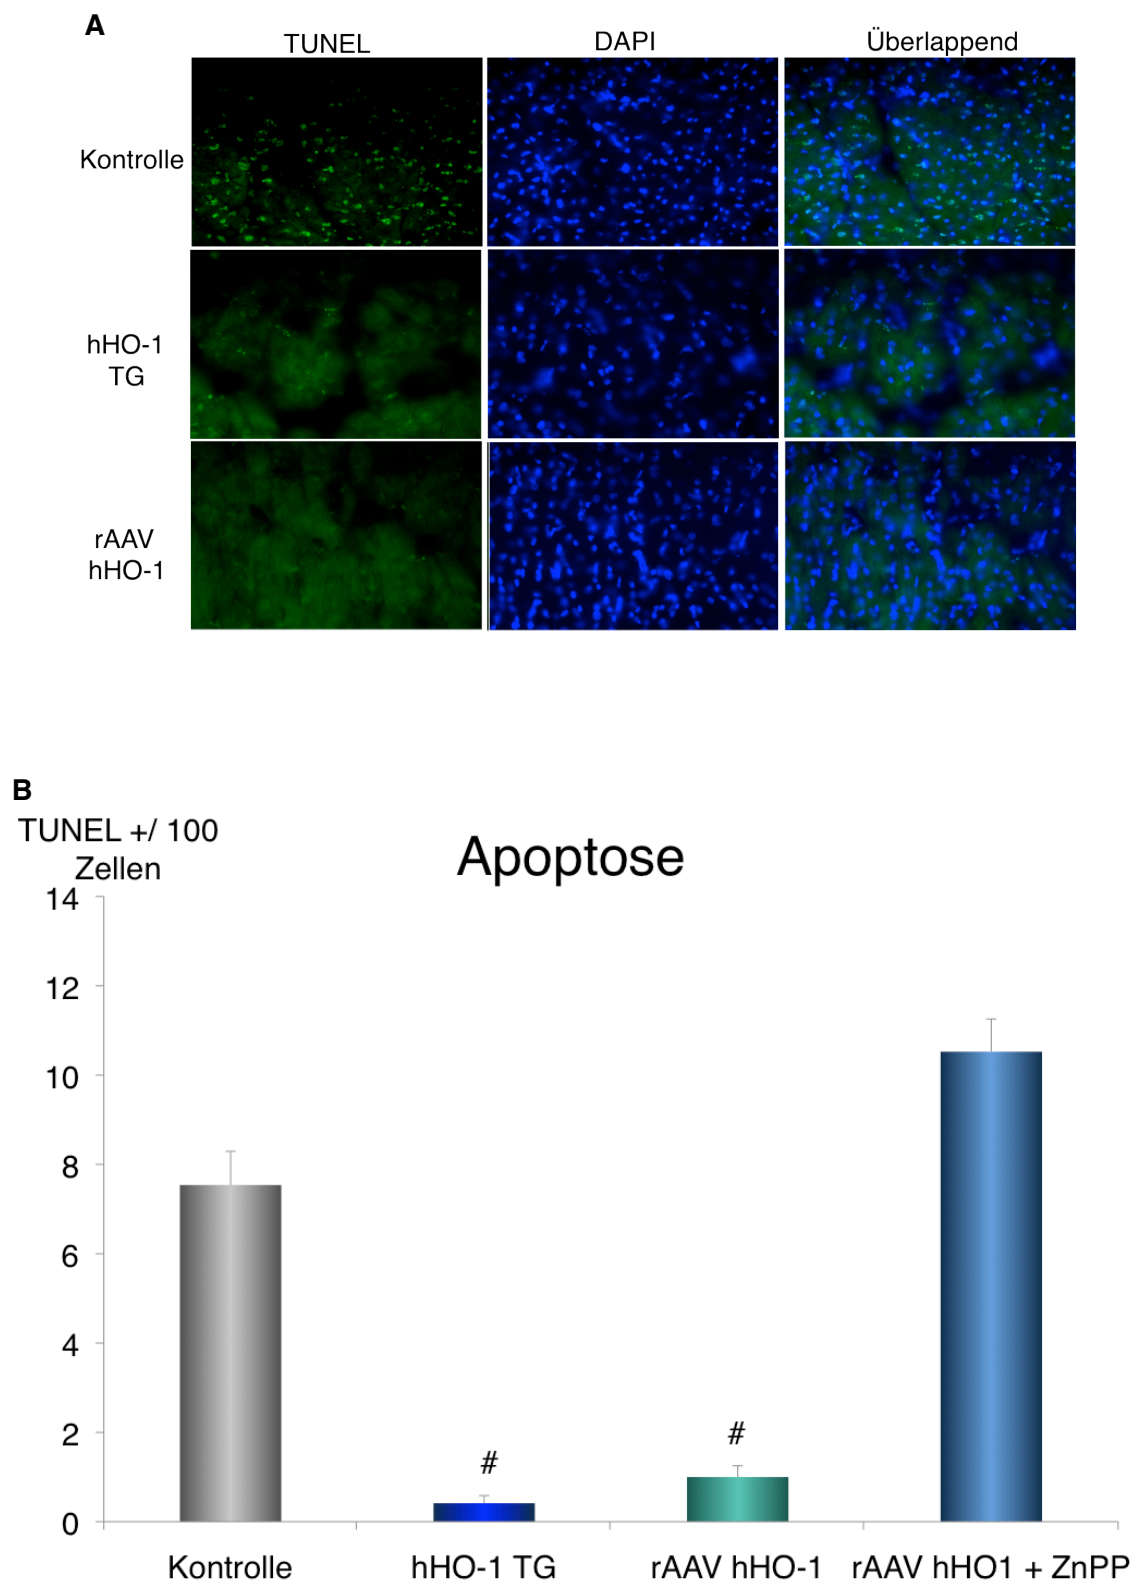 A
TUNEL
DAPI
Überlappend
Kontrolle
hHO-1
TG
rAAV
hHO-1
B
TUNEL +/ 100
Zellen
Apoptose
14
12
10
8
6
4
2
0
#
#
Kontrolle
hHO-1 TG
rAAV hHO-1
rAAV hHO1 + ZnPP